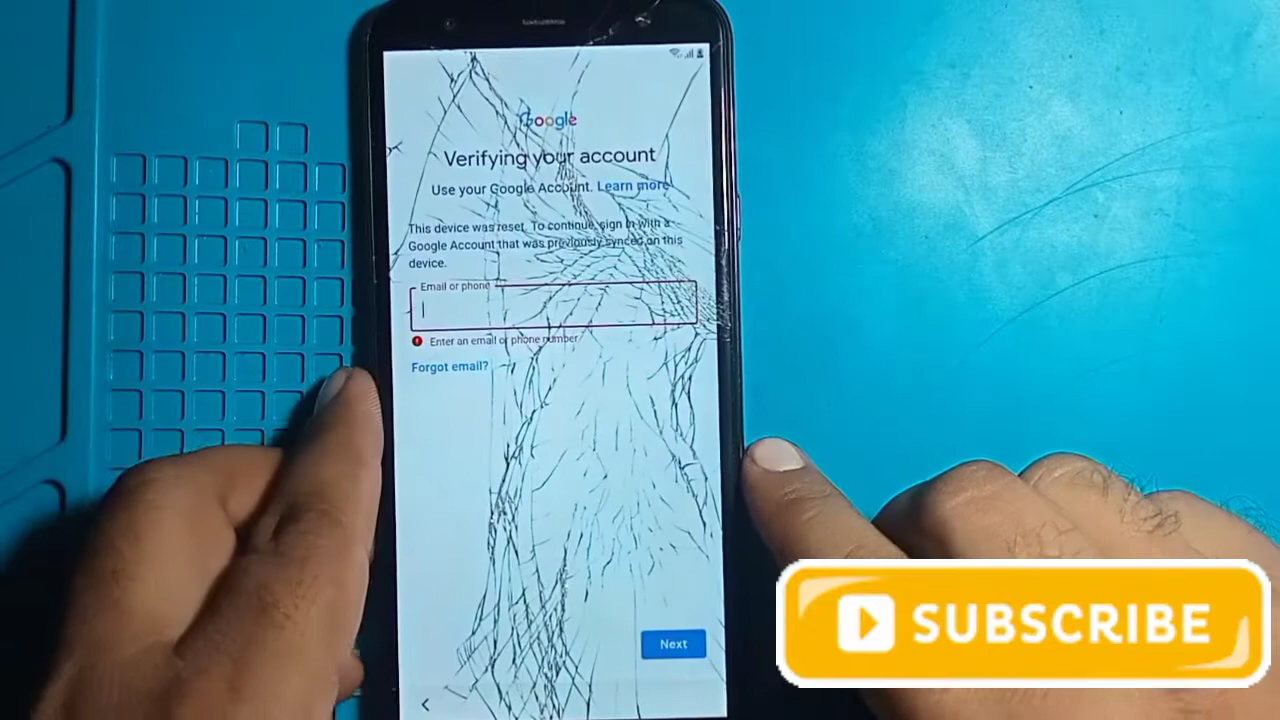 Google
Verifying your account
Use your Google Account. Learn more
This device was reset. To continue, sign in with a
Google Account that was previously synced on this
device.
Email or phone
Enter an email or phone number
Forgot email?
Next
SUBSCRIBE